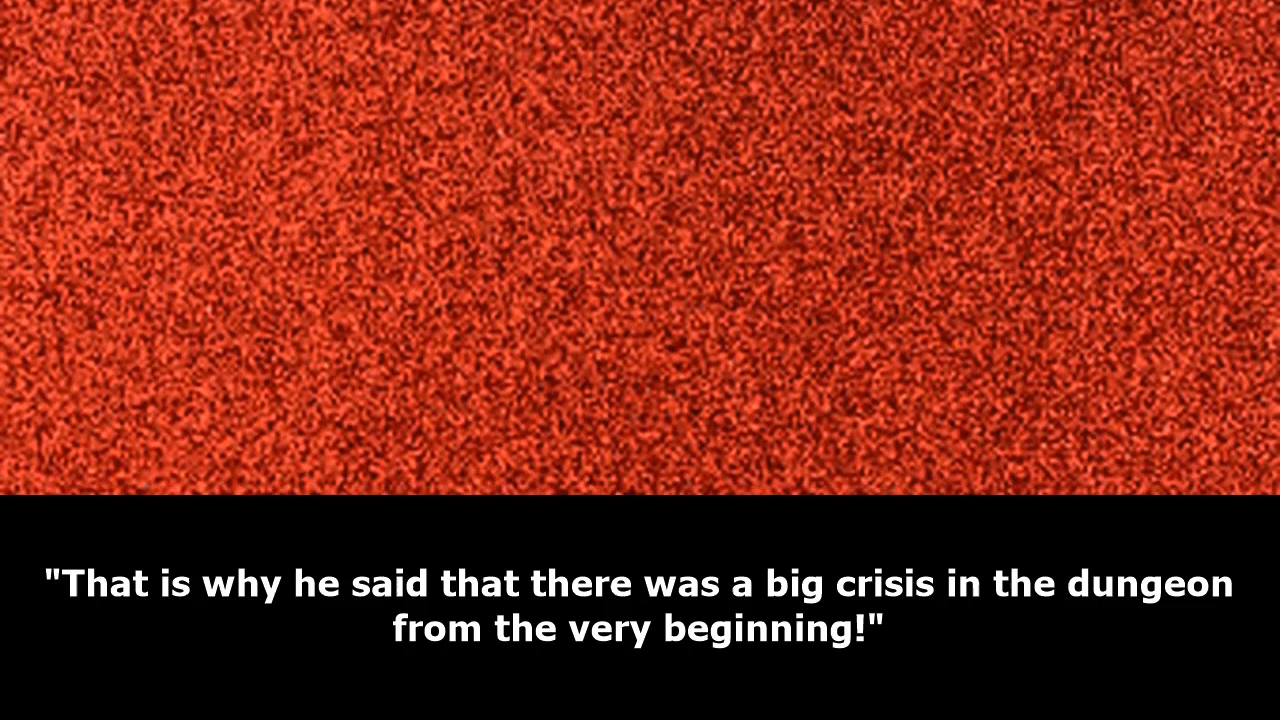 "That is why he said that there was a big crisis in the dungeon
from the very beginning!"